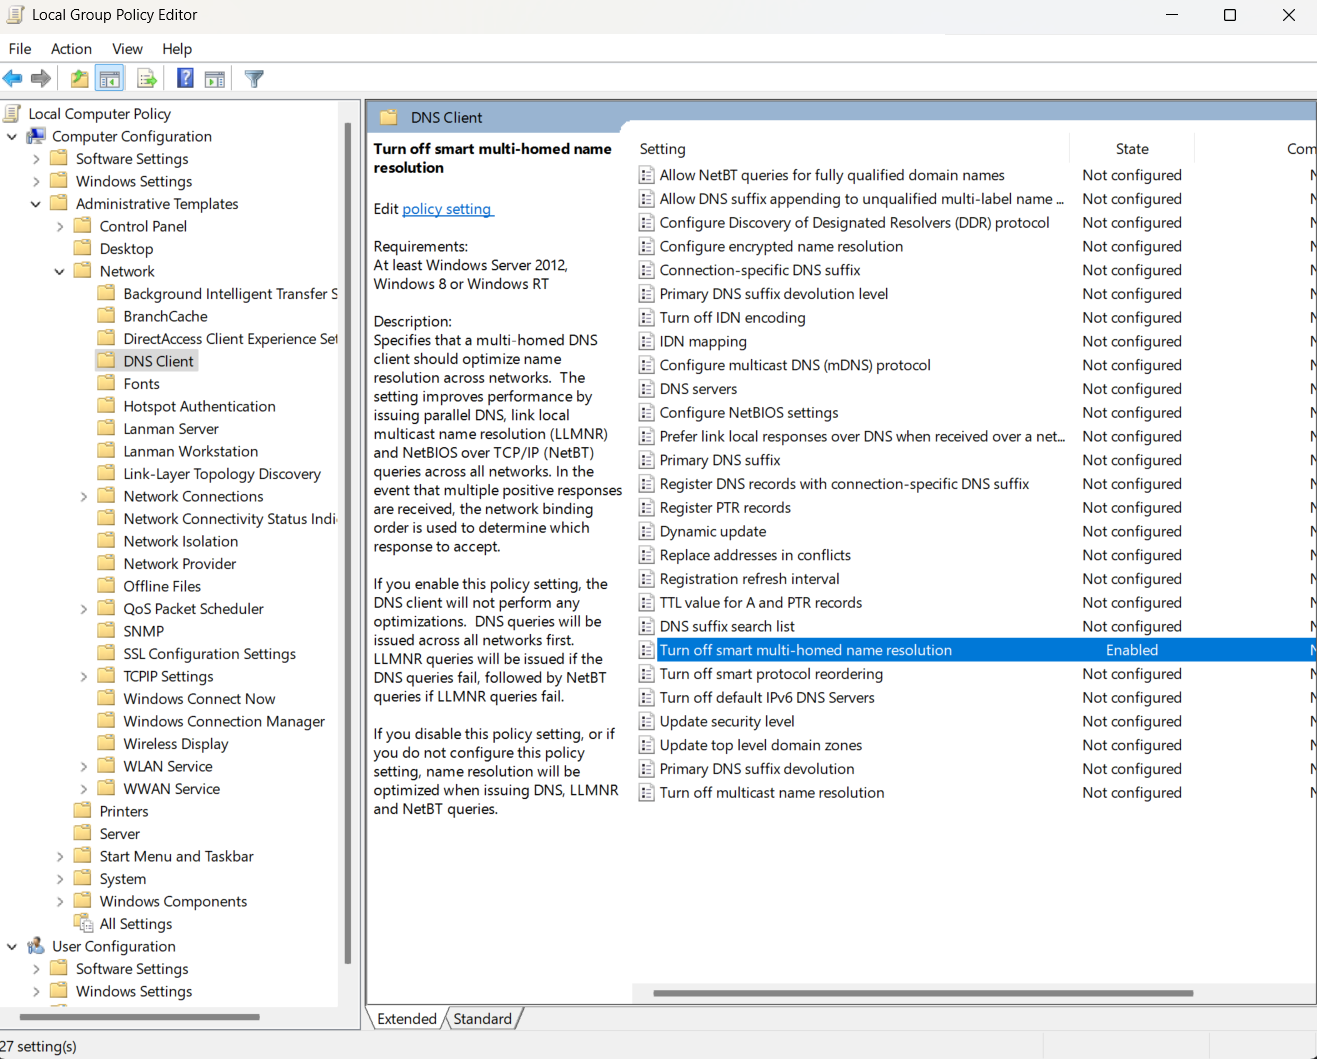 Local Group Policy Editor
File Action View Help
Local Computer Policy
Computer Configuration
Software Settings
Windows Settings
Administrative Templates
Control Panel
Desktop
Network
Background Intelligent Transfer S
BranchCache
DirectAccess Client Experience Set
DNS Client
Fonts
Hotspot Authentication
Lanman Server
Lanman Workstation
Link-Layer Topology Discovery
Network Connections
Network Connectivity Status Indi
Network Isolation
Network Provider
Offline Files
QoS Packet Scheduler
SNMP
SSL Configuration Settings
TCPIP Settings
Windows Connect Now
Windows Connection Manager
Wireless Display
WLAN Service
WWAN Service
Printers
Server
Start Menu and Taskbar
System
Windows Components
All Settings
User Configuration
Software Settings
Windows Settings
DNS Client
Turn off smart multi-homed name
resolution
Edit policy setting
Requirements:
At least Windows Server 2012,
Windows 8 or Windows RT
Description:
Specifies that a multi-homed DNS
client should optimize name
resolution across networks.  The
setting improves performance by
issuing parallel DNS, link local
multicast name resolution (LLMNR)
and NetBIOS over TCP/IP (NetBT)
queries across all networks. In the
event that multiple positive responses
are received, the network binding
order is used to determine which
response to accept.
If you enable this policy setting, the
DNS client will not perform any
optimizations.  DNS queries will be
issued across all networks first.
LLMNR queries will be issued if the
DNS queries fail, followed by NetBT
queries if LLMNR queries fail.
If you disable this policy setting, or if
you do not configure this policy
setting, name resolution will be
optimized when issuing DNS, LLMNR
and NetBT queries.
Setting State Com
Allow NetBT queries for fully qualified domain names Not configured N
Allow DNS suffix appending to unqualified multi-label name ... Not configured N
Configure Discovery of Designated Resolvers (DDR) protocol Not configured N
Configure encrypted name resolution Not configured N
Connection-specific DNS suffix Not configured N
Primary DNS suffix devolution level Not configured N
Turn off IDN encoding Not configured N
IDN mapping Not configured N
Configure multicast DNS (mDNS) protocol Not configured N
DNS servers Not configured N
Configure NetBIOS settings Not configured N
Prefer link local responses over DNS when received over a net... Not configured N
Primary DNS suffix Not configured N
Register DNS records with connection-specific DNS suffix Not configured N
Register PTR records Not configured N
Dynamic update Not configured N
Replace addresses in conflicts Not configured N
Registration refresh interval Not configured N
TTL value for A and PTR records Not configured N
DNS suffix search list Not configured N
Turn off smart multi-homed name resolution Enabled N
Turn off smart protocol reordering Not configured N
Turn off default IPv6 DNS Servers Not configured N
Update security level Not configured N
Update top level domain zones Not configured N
Primary DNS suffix devolution Not configured N
Turn off multicast name resolution Not configured N
Extended Standard
27 setting(s)